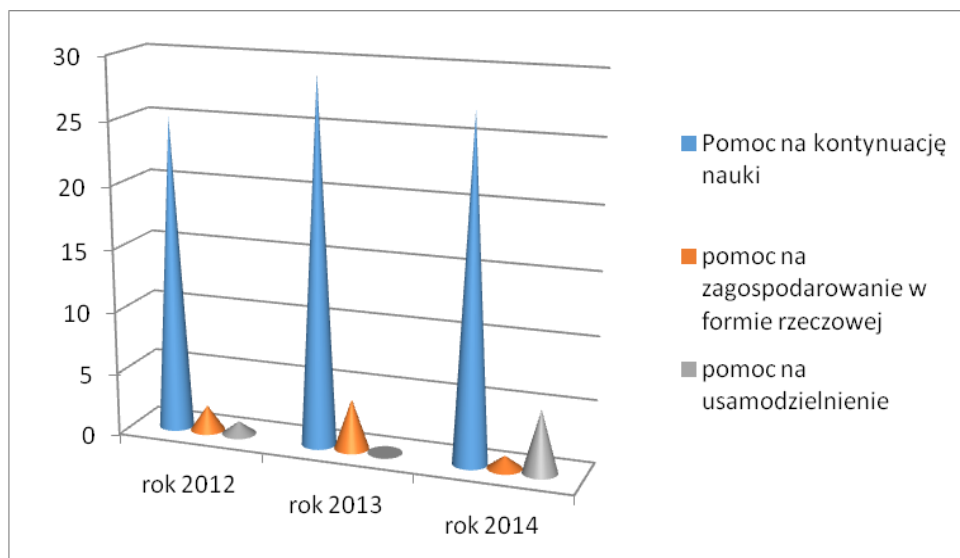 30
25
20
15
10
5
0
rok 2012
rok 2013
rok 2014
Pomoc na kontynuację
nauki
pomoc na
zagospodarowanie w
formie rzeczowej
pomoc na
usamodzielnienie